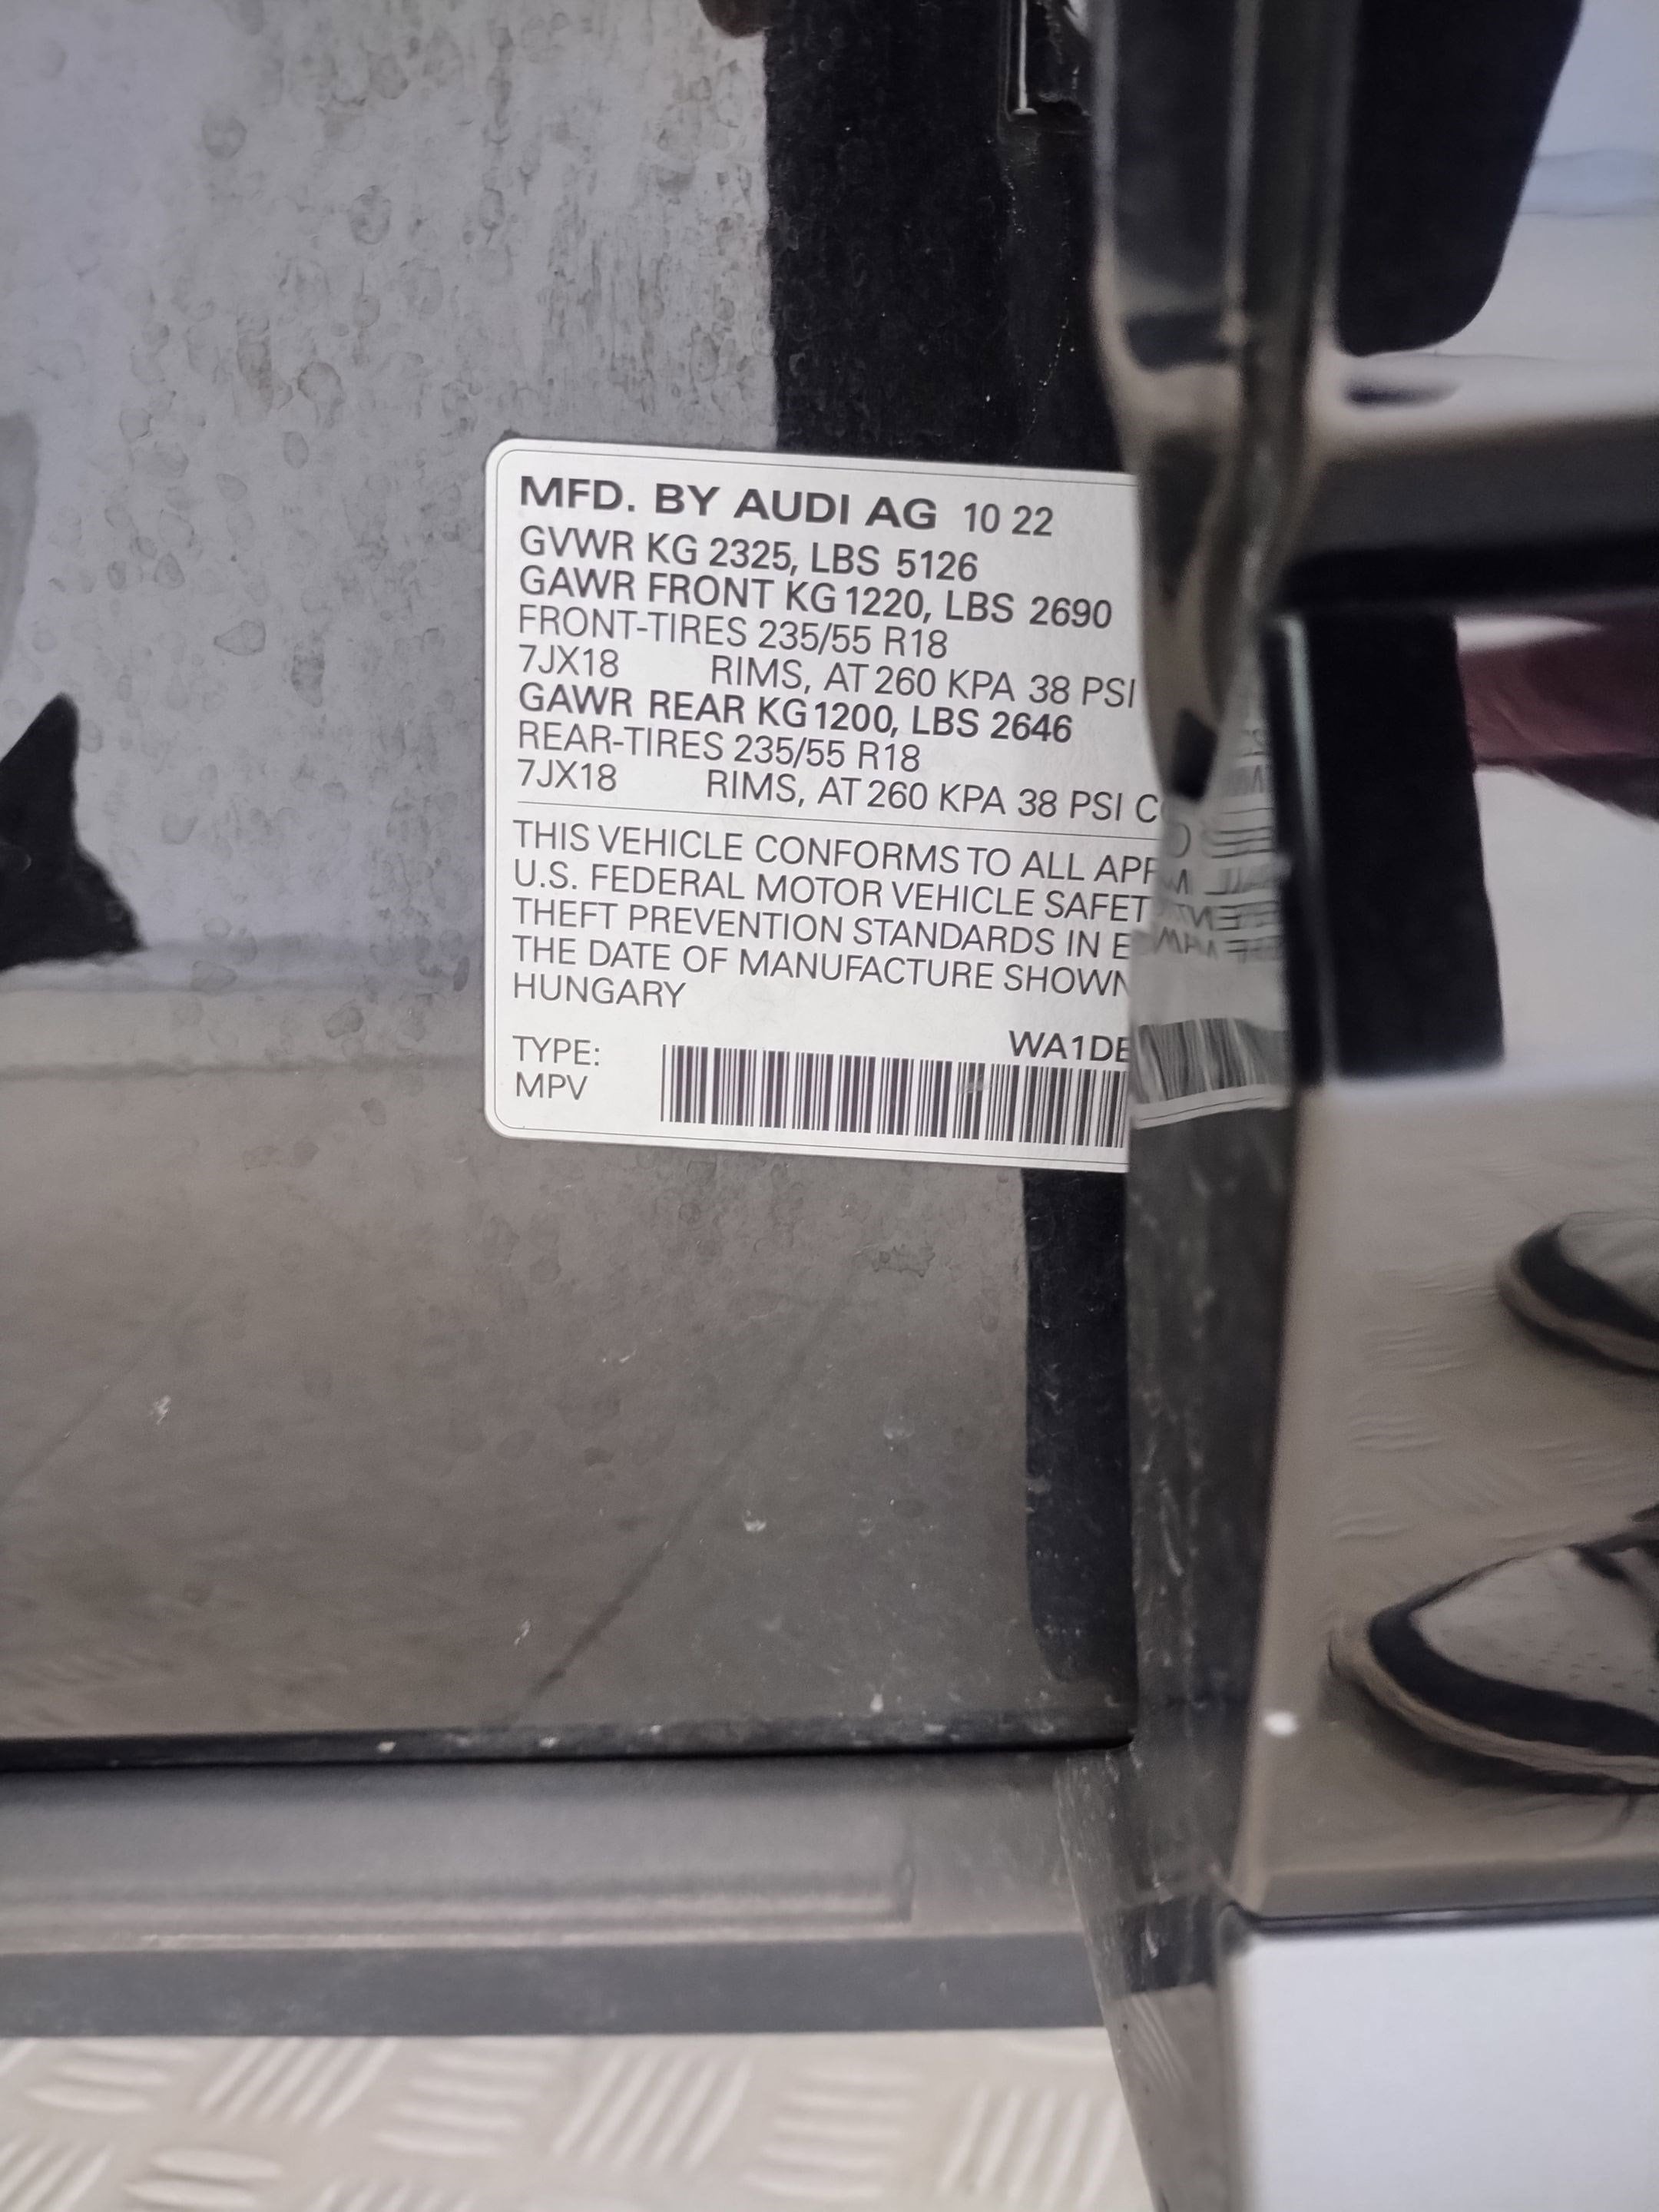 MFD. BY AUDI AG 10 22
GVWR KG 2325, LBS 5126
GAWR FRONT KG 1220, LBS 2690
FRONT-TIRES 235/55 R18
7JX18 RIMS, AT 260 KPA 38 PSI
GAWR REAR KG 1200, LBS 2646
REAR-TIRES 235/55 R18
7JX18 RIMS, AT 260 KPA 38 PSI C
THIS VEHICLE CONFORMS TO ALL
U.S. FEDERAL MOTOR VEHICLE SAFET
THEFT PREVENTION STANDARDS IN E
THE DATE OF MANUFACTURE SHOWN
HUNGARY
WA1DE
TYPE:
MPV